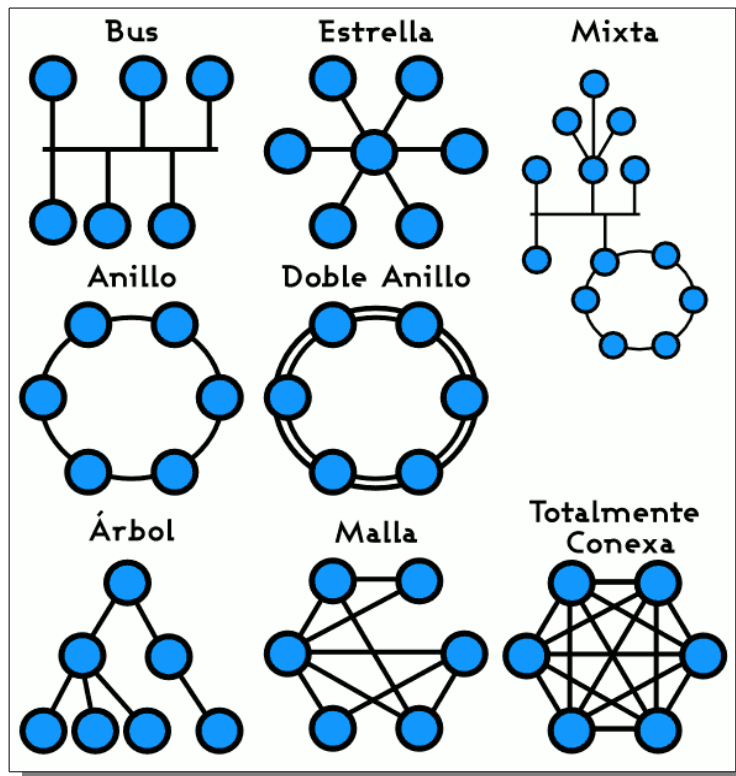 Bus
Estrella
Mixta
Anillo
Doble Anillo
Árbol
Malla
Totalmente
Conexa